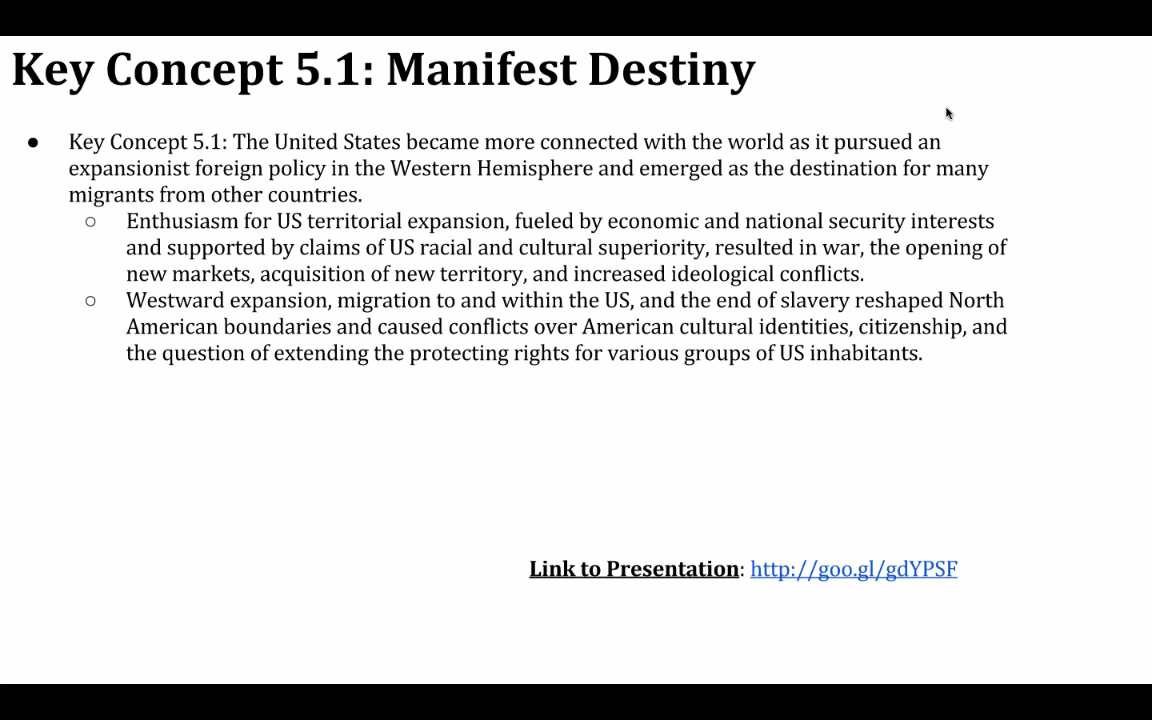 Key Concept 5.1: Manifest Destiny
● Key Concept 5.1: The United States became more connected with the world as it pursued an
expansionist foreign policy in the Western Hemisphere and emerged as the destination for many
migrants from other countries.
○ Enthusiasm for US territorial expansion, fueled by economic and national security interests
and supported by claims of US racial and cultural superiority, resulted in war, the opening of
new markets, acquisition of new territory, and increased ideological conflicts.
○ Westward expansion, migration to and within the US, and the end of slavery reshaped North
American boundaries and caused conflicts over American cultural identities, citizenship, and
the question of extending the protecting rights for various groups of US inhabitants.
Link to Presentation: http://goo.gl/gdYPSF